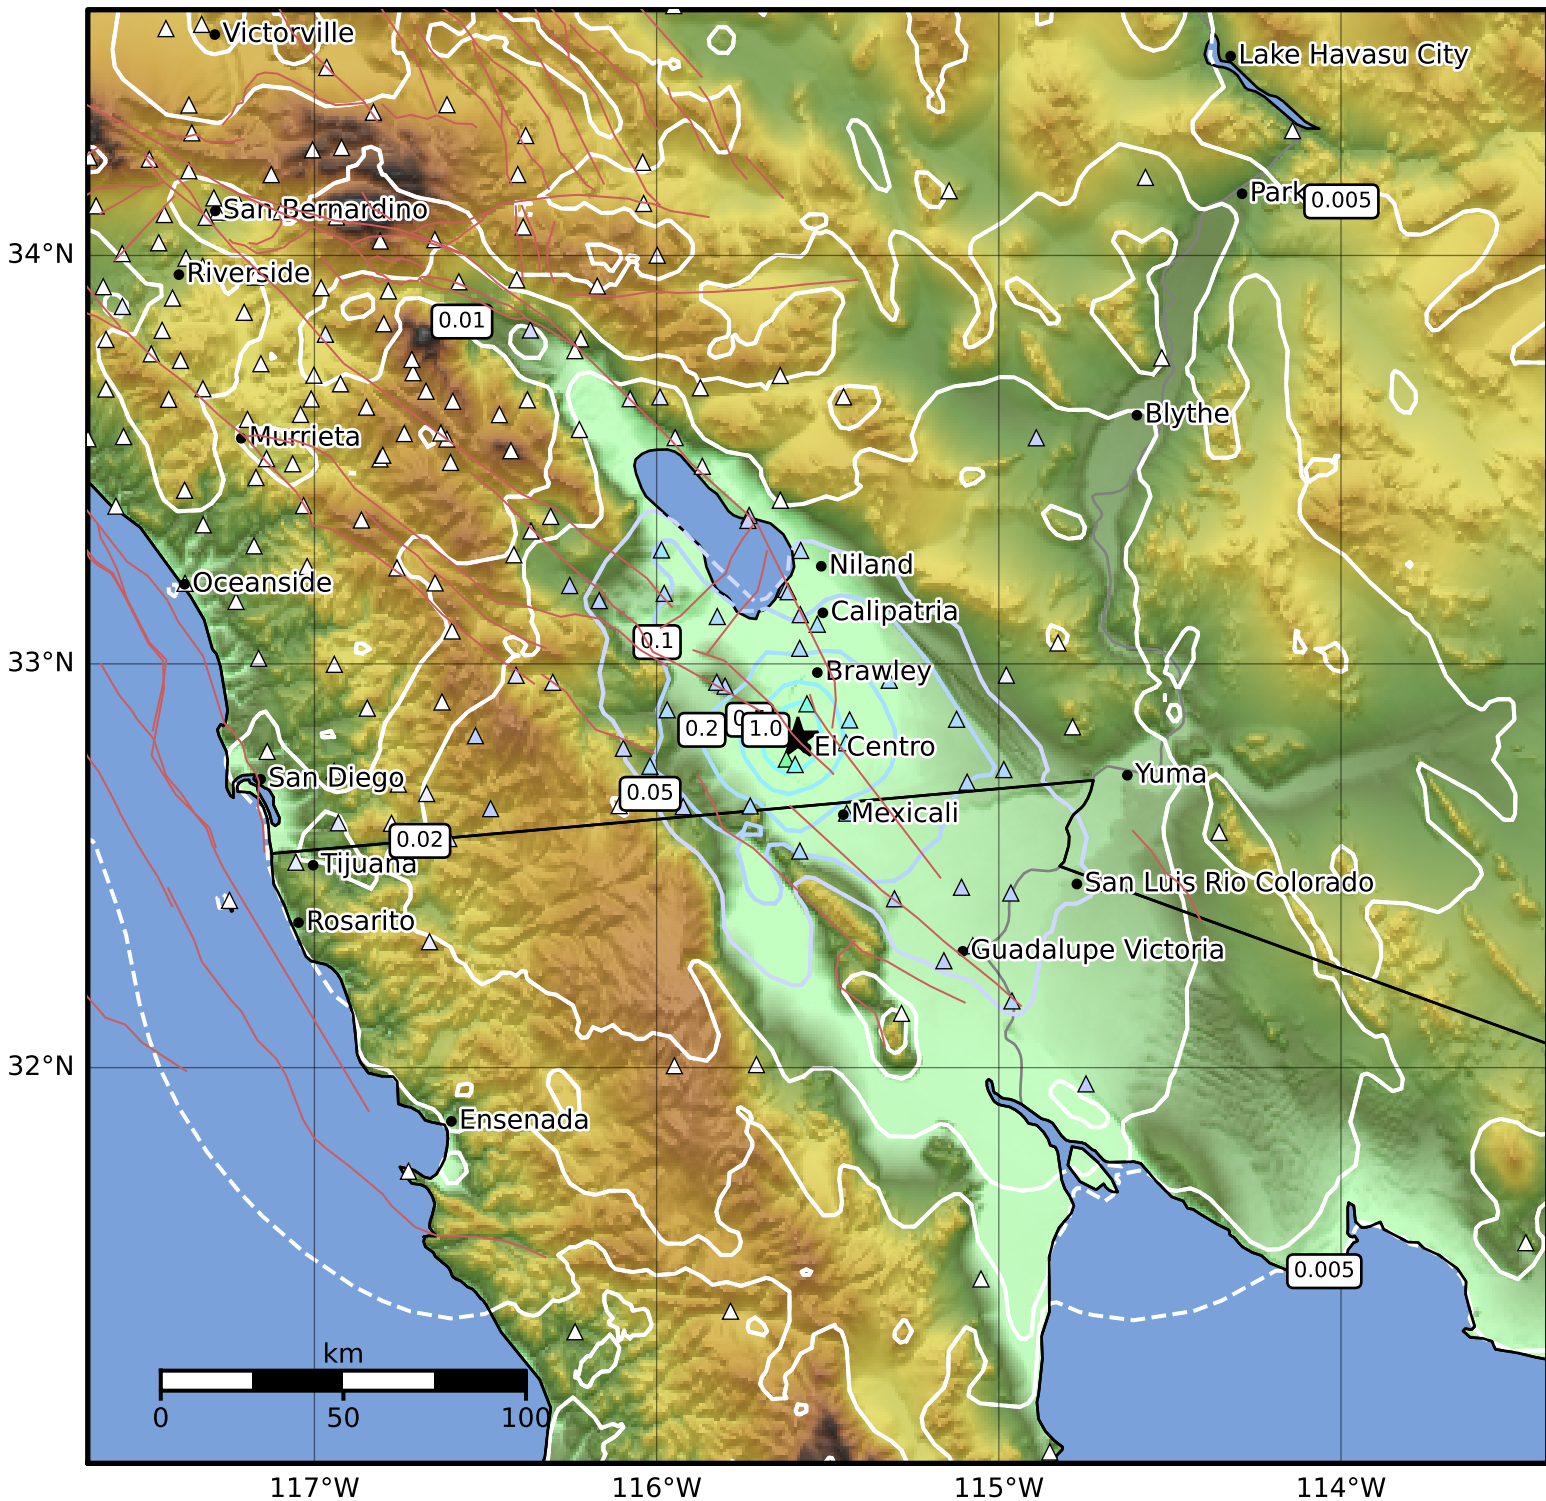 Victorville
Lake Havasu City
Park
0.005
San Bernardino
34°N
Riverside
0.01
Blythe
Murrieta
Niland
Oceanside
Calipatria
0.1
33°N
Brawley
0.2
1.0
El Centro
San Diego
Yuma
0.05
Mexicali
0.02
Tijuana
San Luis Rio Colorado
Rosarito
Guadalupe Victoria
32°N
Ensenada
0.005
km
0 50 100
117°W 116°W 115°W 114°W